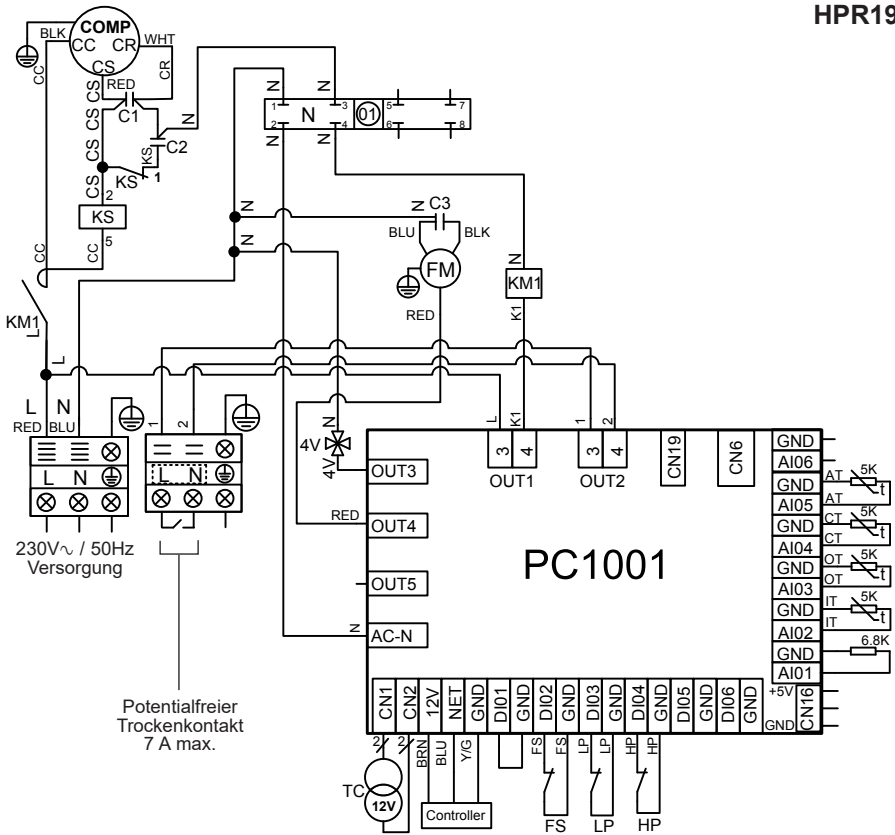 HPR19
COMP
BLK
CC
CR
WHT
CS
RED
CC
CR
CS
CS
C1
CS
CS
KS
C2
N
KS
1
CS
2
KS
5
CC
CC
KM1
L
L
N
N
1
3
N
01
5
7
2
4
6
8
N
N
N
C3
BLU
BLK
N
FM
RED
N
KM1
K1
L
N
RED
BLU
1
2
L
N
L
N
230V∿ / 50Hz
Versorgung
Potentialfreier
Trockenkontakt
7 A max.
N
4V
4V
RED
N
L
K1
1
2
3
4
3
4
OUT1
OUT2
CN19
CN6
OUT3
OUT4
OUT5
AC-N
PC1001
GND
AI06
GND
AI05
GND
AI04
GND
AI03
GND
AI02
GND
AI01
+5V
GND
CN16
AT
5K
t
AT
CT
5K
t
CT
OT
5K
t
OT
IT
5K
t
IT
6.8K
CN1
CN2
12V
NET
GND
DI01
GND
DI02
GND
DI03
GND
DI04
GND
DI05
GND
DI06
GND
2
2
BRN
BLU
Y/G
FS
FS
LP
LP
HP
HP
TC
12V
Controller
FS
LP
HP